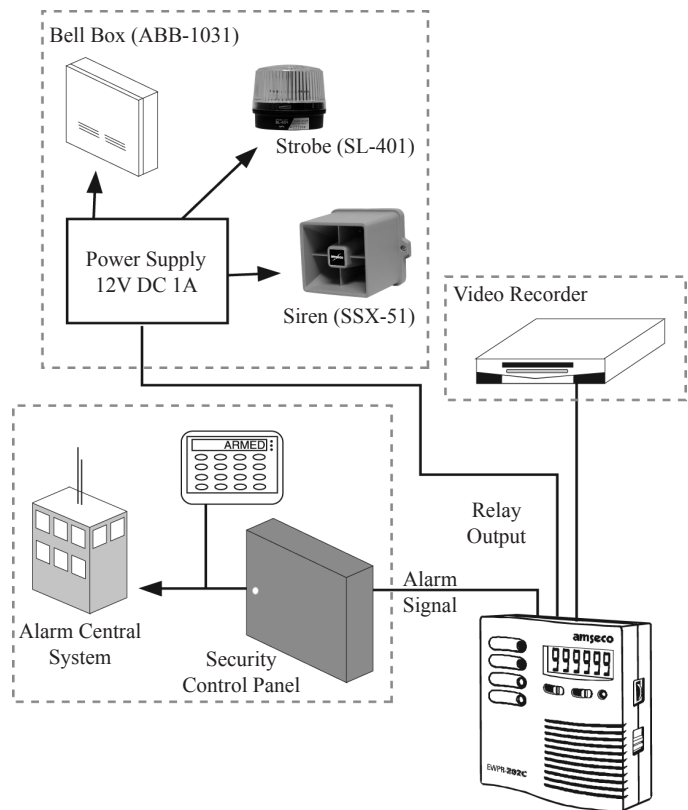 Bell Box (ABB-1031)
Strobe (SL-401)
Power Supply
12V DC 1A
Siren (SSX-51)
Video Recorder
ARMED
Relay
Output
Alarm
Signal
Alarm Central
System
Security
Control Panel
amseco
999999
EWPR-202C